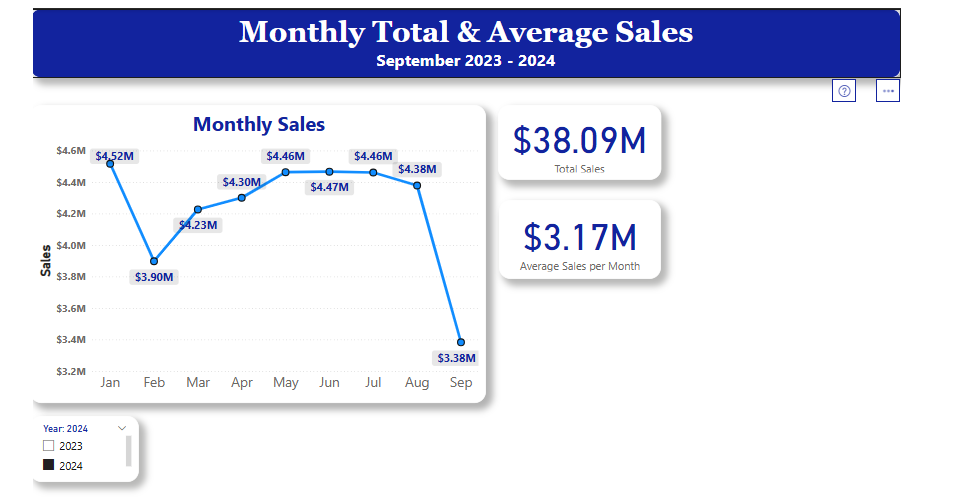 Monthly Total & Average Sales
September 2023 - 2024
Monthly Sales
$4.6M
$4.4M
$4.2M
$4.0M
$3.8M
$3.6M
$3.4M
$3.2M
Sales
$4.52M
$3.90M
$4.23M
$4.30M
$4.46M
$4.47M
$4.46M
$4.38M
$3.38M
Jan Feb Mar Apr May Jun Jul Aug Sep
$38.09M
Total Sales
$3.17M
Average Sales per Month
Year: 2024
2023
2024